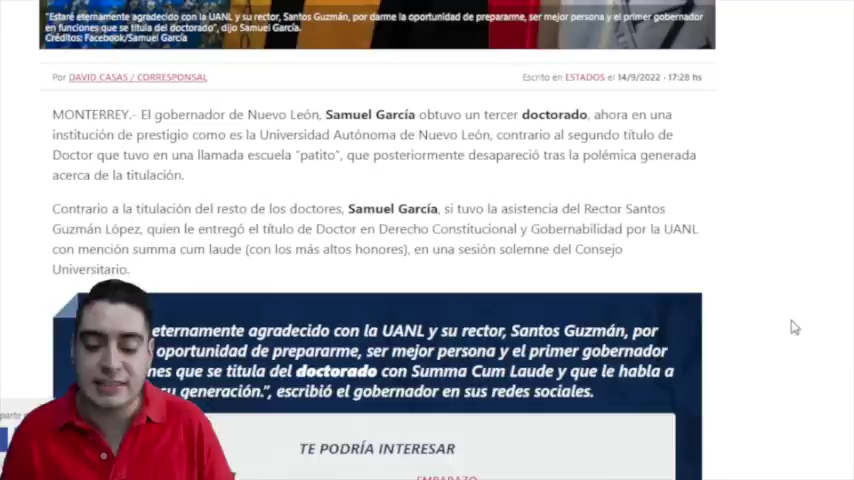 "Estaré eternamente agradecido con la UANL y su rector, Santos Guzmán, por darme la oportunidad de prepararme, ser mejor persona y el primer gobernador
en funciones que se titula del doctorado", dijo Samuel García.
Créditos: Facebook/Samuel García
Por DAVID CASAS / CORRESPONSAL
Escrito en ESTADOS el 14/9/2022 · 17:28 hs
MONTERREY.- El gobernador de Nuevo León, Samuel García obtuvo un tercer doctorado, ahora en una
institución de prestigio como es la Universidad Autónoma de Nuevo León, contrario al segundo título de
Doctor que tuvo en una llamada escuela "patito", que posteriormente desapareció tras la polémica generada
acerca de la titulación.
Contrario a la titulación del resto de los doctores, Samuel García, si tuvo la asistencia del Rector Santos
Guzmán López, quien le entregó el título de Doctor en Derecho Constitucional y Gobernabilidad por la UANL
con mención summa cum laude (con los más altos honores), en una sesión solemne del Consejo
Universitario.
eternamente agradecido con la UANL y su rector, Santos Guzmán, por
oportunidad de prepararme, ser mejor persona y el primer gobernador
nes que se titula del doctorado con Summa Cum Laude y que le habla a
su generación.", escribió el gobernador en sus redes sociales.
TE PODRÍA INTERESAR